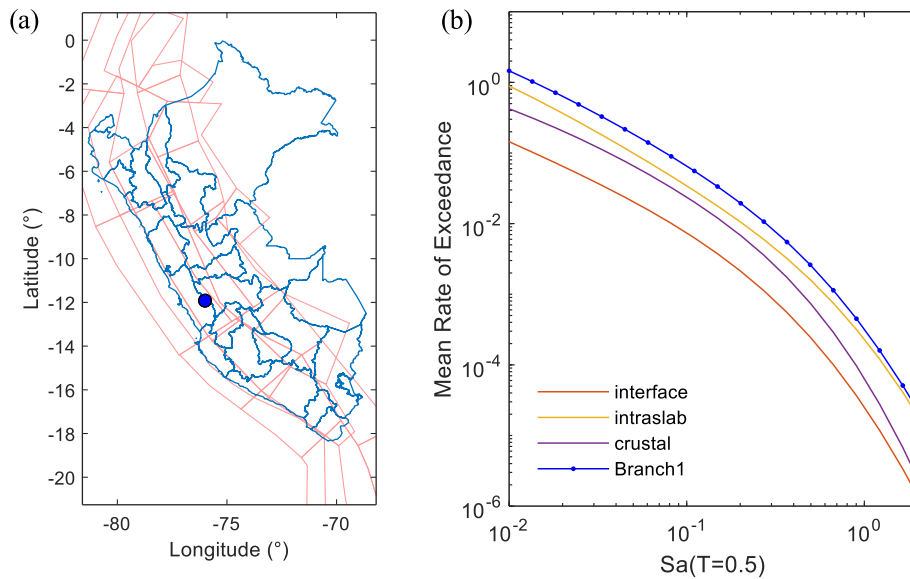 (a)
0
-2
-4
-6
-8
-10
-12
-14
-16
-18
-20
Latitude (°)
-80
-75
-70
Longitude (°)
(b)
10^0
10^-2
10^-4
10^-6
Mean Rate of Exceedance
interface
intraslab
crustal
Branch1
10^-2
10^-1
10^0
Sa(T=0.5)